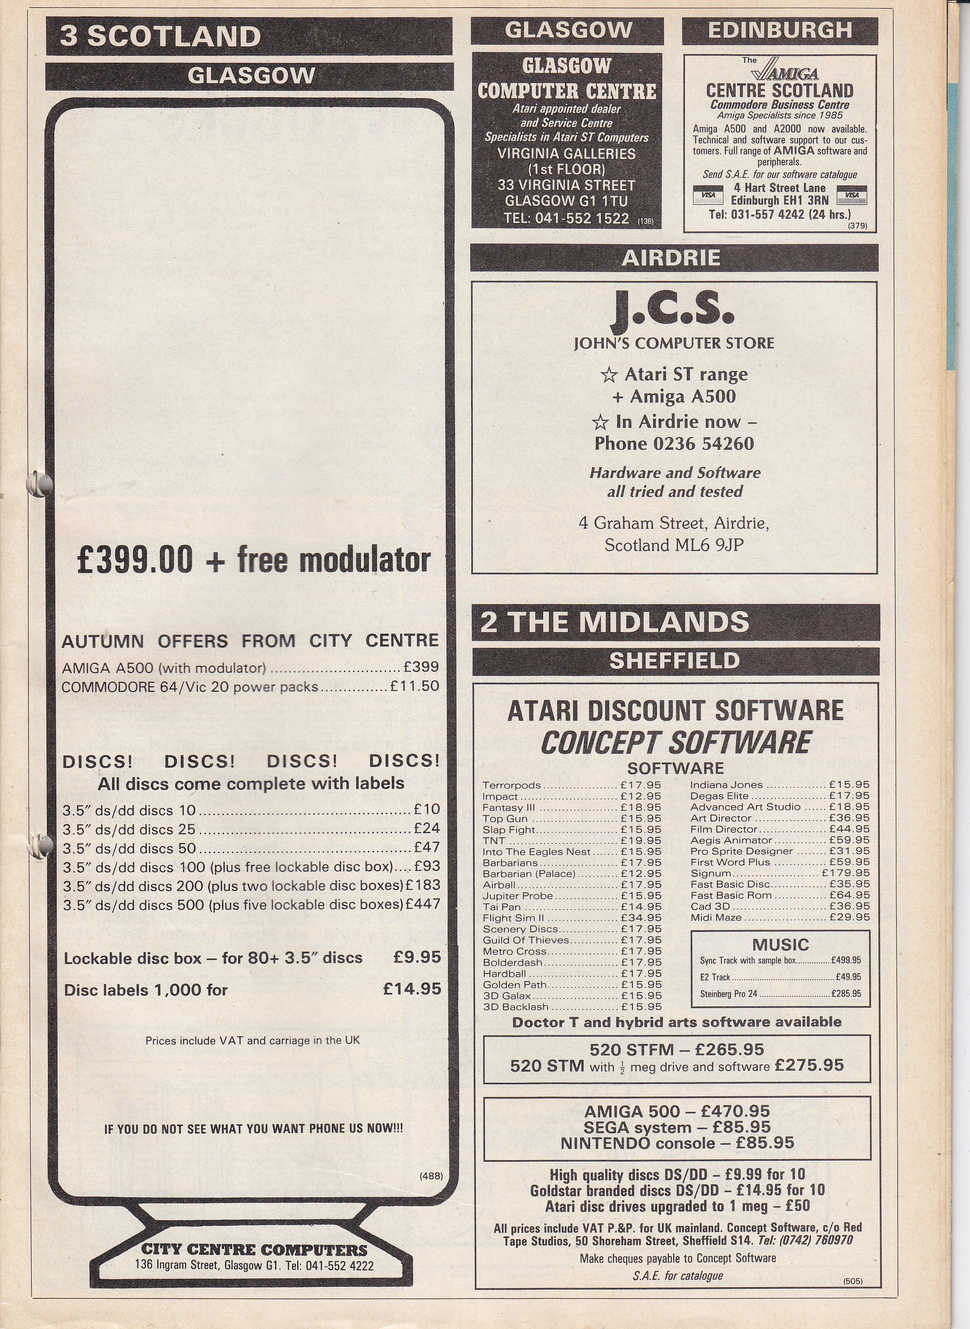 3 SCOTLAND
GLASGOW
£399.00 + free modulator
AUTUMN OFFERS FROM CITY CENTRE
AMIGA A500 (with modulator) ............................ £399
COMMODORE 64/Vic 20 power packs............... £11.50
DISCS! DISCS! DISCS! DISCS!
All discs come complete with labels
3.5″ ds/dd discs 10 .............................................. £10
3.5″ ds/dd discs 25 .............................................. £24
3.5″ ds/dd discs 50 .............................................. £47
3.5″ ds/dd discs 100 (plus free lockable disc box).... £93
3.5″ ds/dd discs 200 (plus two lockable disc boxes) £183
3.5″ ds/dd discs 500 (plus five lockable disc boxes) £447
Lockable disc box – for 80+ 3.5″ discs £9.95
Disc labels 1,000 for £14.95
Prices include VAT and carriage in the UK
IF YOU DO NOT SEE WHAT YOU WANT PHONE US NOW!!!
(488)
CITY CENTRE COMPUTERS
136 Ingram Street, Glasgow G1. Tel: 041-552 4222
GLASGOW
GLASGOW
COMPUTER CENTRE
Atari appointed dealer
and Service Centre
Specialists in Atari ST Computers
VIRGINIA GALLERIES
(1st FLOOR)
33 VIRGINIA STREET
GLASGOW G1 1TU
TEL: 041-552 1522 (136)
EDINBURGH
The
AMIGA
CENTRE SCOTLAND
Commodore Business Centre
Amiga Specialists since 1985
Amiga A500 and A2000 now available.
Technical and software support to our cus-
tomers. Full range of AMIGA software and
peripherals.
Send S.A.E. for our software catalogue
VISA 4 Hart Street Lane VISA
Edinburgh EH1 3RN
Tel: 031-557 4242 (24 hrs.)
(379)
AIRDRIE
J.C.S.
JOHN'S COMPUTER STORE
☆ Atari ST range
+ Amiga A500
☆ In Airdrie now –
Phone 0236 54260
Hardware and Software
all tried and tested
4 Graham Street, Airdrie,
Scotland ML6 9JP
2 THE MIDLANDS
SHEFFIELD
ATARI DISCOUNT SOFTWARE
CONCEPT SOFTWARE
SOFTWARE
Terrorpods ..................... £17.95
Impact ........................... £12.95
Fantasy III ..................... £18.95
Top Gun ........................ £15.95
Slap Fight ...................... £15.95
TNT ............................... £19.95
Into The Eagles Nest ...... £15.95
Barbarians ..................... £17.95
Barbarian (Palace) .......... £12.95
Airball ............................ £17.95
Jupiter Probe ................. £15.95
Tai Pan .......................... £14.95
Flight Sim II ................... £34.95
Scenery Discs ................ £17.95
Guild Of Thieves ............. £17.95
Metro Cross ................... £17.95
Bolderdash ..................... £17.95
Hardball ......................... £17.95
Golden Path ................... £15.95
3D Galax ........................ £15.95
3D Backlash ................... £15.95
Indiana Jones ................. £15.95
Degas Elite ..................... £17.95
Advanced Art Studio ...... £18.95
Art Director .................... £36.95
Film Director .................. £44.95
Aegis Animator .............. £59.95
Pro Sprite Designer ........ £31.95
First Word Plus .............. £59.95
Signum ......................... £179.95
Fast Basic Disc ............... £35.95
Fast Basic Rom .............. £64.95
Cad 3D .......................... £36.95
Midi Maze ...................... £29.95
MUSIC
Sync Track with sample box .............. £499.95
E2 Track .............................................. £49.95
Steinberg Pro 24 ................................ £285.95
Doctor T and hybrid arts software available
520 STFM – £265.95
520 STM with ½ meg drive and software £275.95
AMIGA 500 – £470.95
SEGA system – £85.95
NINTENDO console – £85.95
High quality discs DS/DD – £9.99 for 10
Goldstar branded discs DS/DD – £14.95 for 10
Atari disc drives upgraded to 1 meg – £50
All prices include VAT P.&P. for UK mainland. Concept Software, c/o Red
Tape Studios, 50 Shoreham Street, Sheffield S14. Tel: (0742) 760970
Make cheques payable to Concept Software
S.A.E. for catalogue
(505)